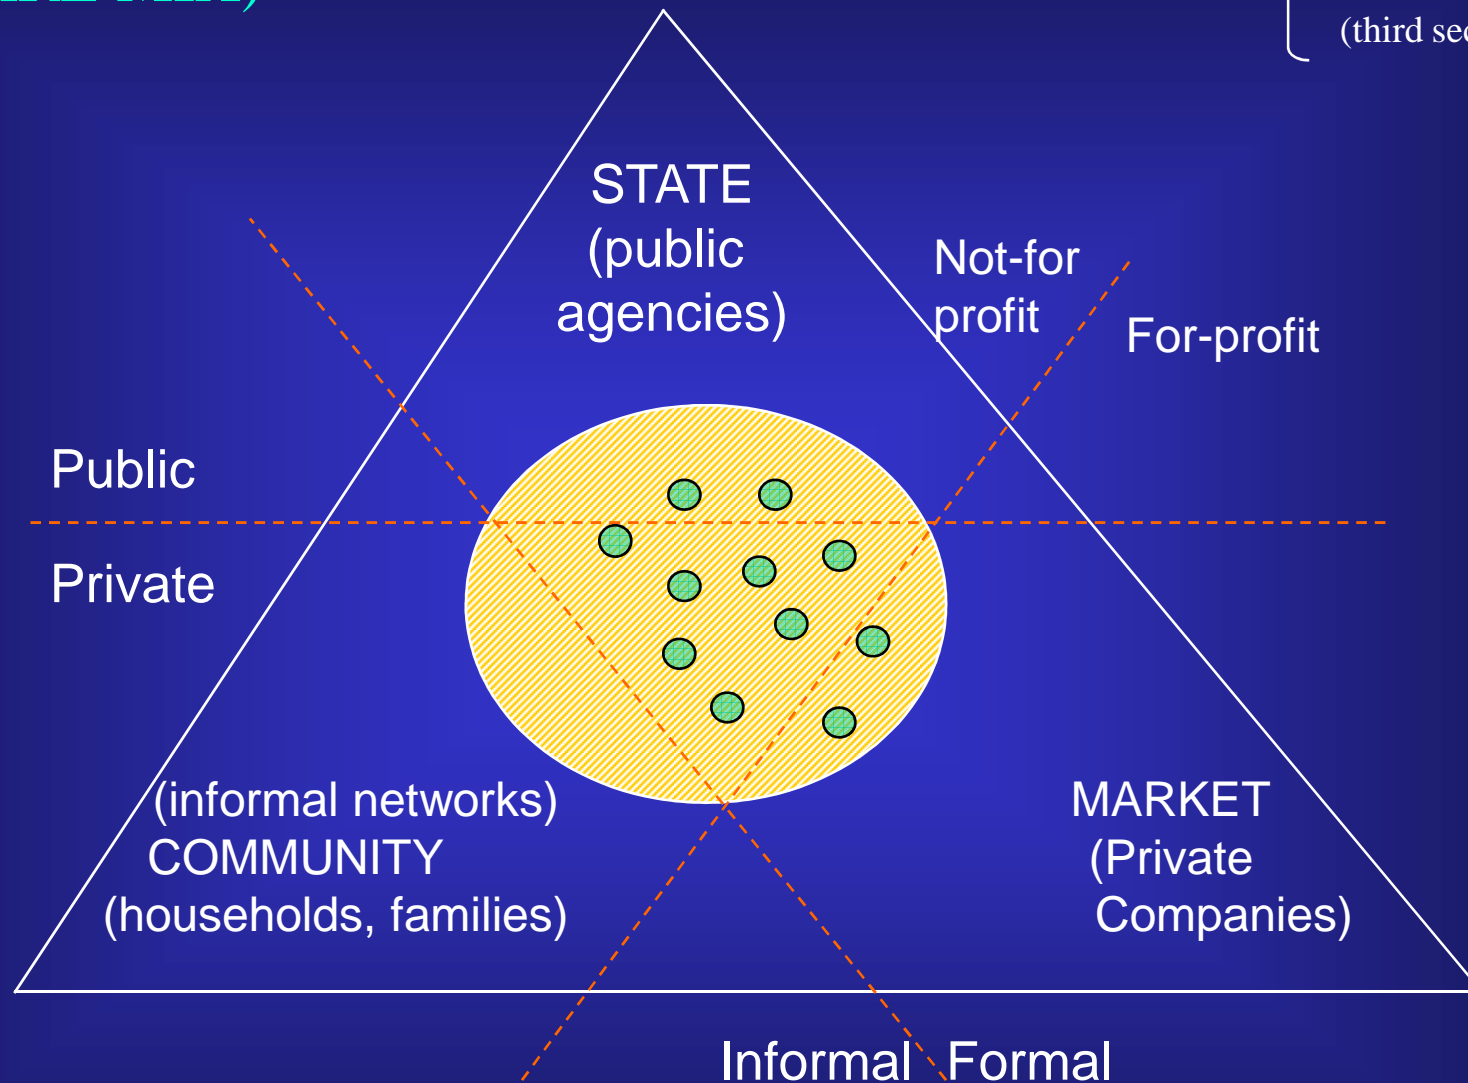 (third
STATE
(public
agencies)
Not-for
profit
For-profit
Public
Private
(informal networks)
COMMUNITY
(households, families)
MARKET
(Private
Companies)
Informal Formal